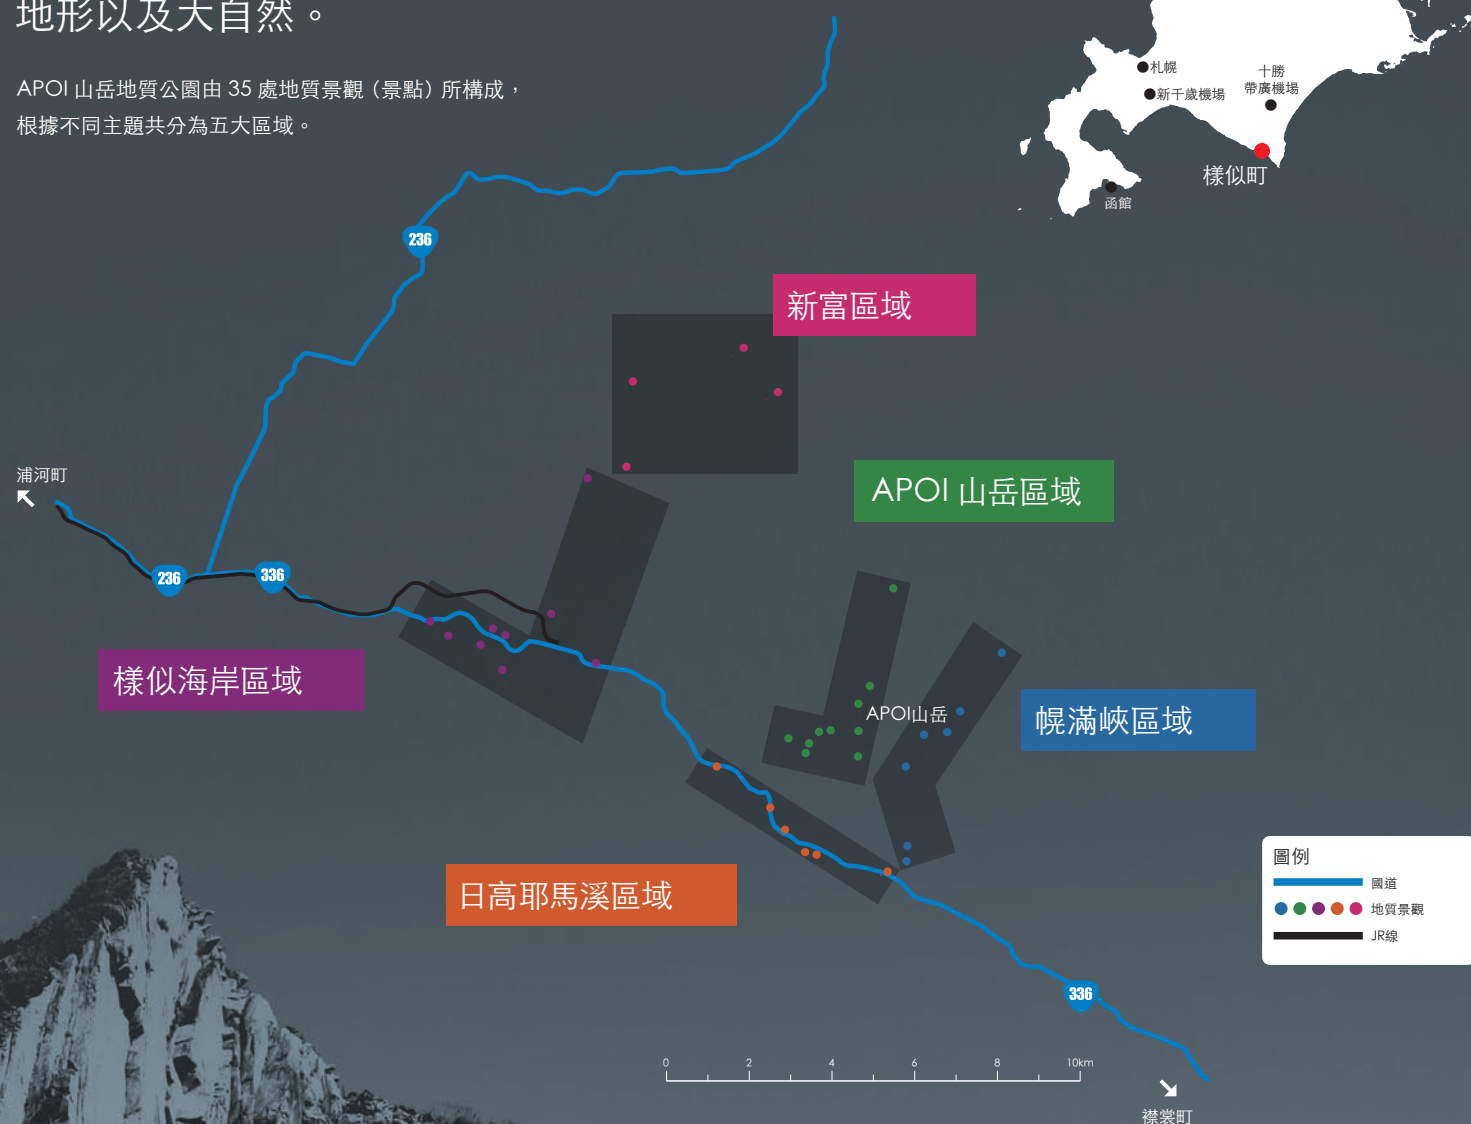 地形以及大自然。
APOI 山岳地質公園由 35 處地質景觀（景點）所構成，
根據不同主題共分為五大區域。
札幌
新千歲機場
十勝
帶廣機場
樣似町
函館
236
新富區域
浦河町
APOI 山岳區域
236
336
樣似海岸區域
APOI山岳
幌滿峽區域
日高耶馬溪區域
圖例
國道
地質景觀
JR線
336
0 2 4 6 8 10km
襟裳町